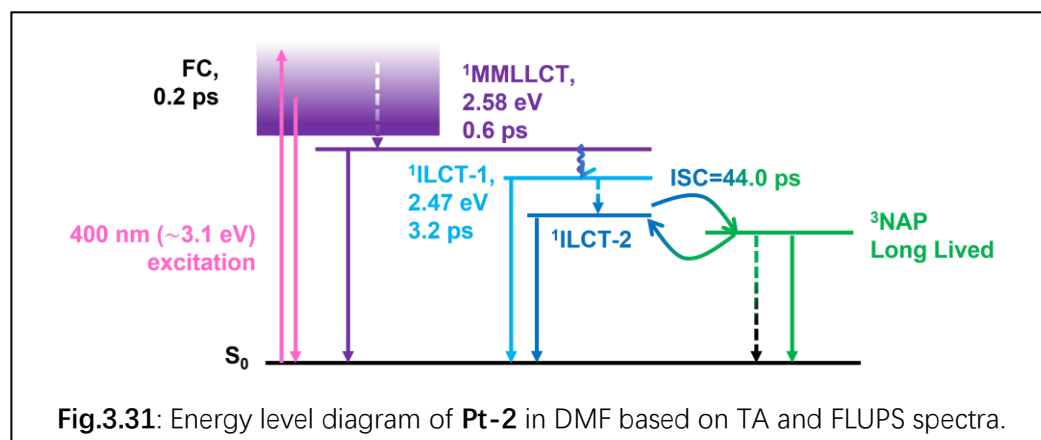 FC,
0.2 ps
¹MMLLCT,
2.58 eV
0.6 ps
¹ILCT-1,
2.47 eV
3.2 ps
ISC=44.0 ps
400 nm (~3.1 eV)
excitation
¹ILCT-2
³NAP
Long Lived
S₀
Fig.3.31: Energy level diagram of Pt-2 in DMF based on TA and FLUPS spectra.